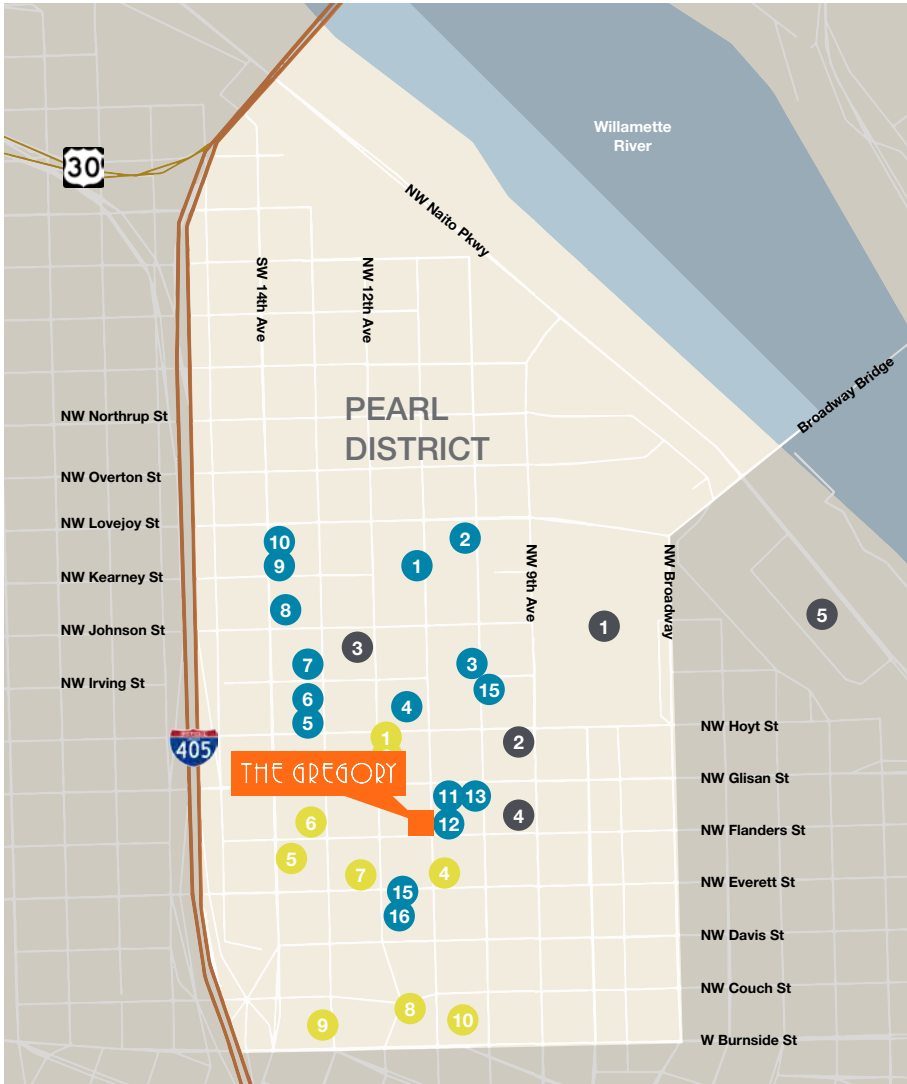 Willamette
River
30
NW Naito Pkwy
SW 14th Ave
NW 12th Ave
Broadway Bridge
PEARL
DISTRICT
NW Northrup St
NW Overton St
NW Lovejoy St
NW Kearney St
NW Johnson St
NW Irving St
10
9
2
1
NW 9th Ave
NW Broadway
8
1
5
3
7
3
15
6
4
5
1
2
NW Hoyt St
405
THE GREGORY
NW Glisan St
11
13
12
4
6
NW Flanders St
5
7
4
15
16
NW Everett St
NW Davis St
NW Couch St
8
10
9
W Burnside St